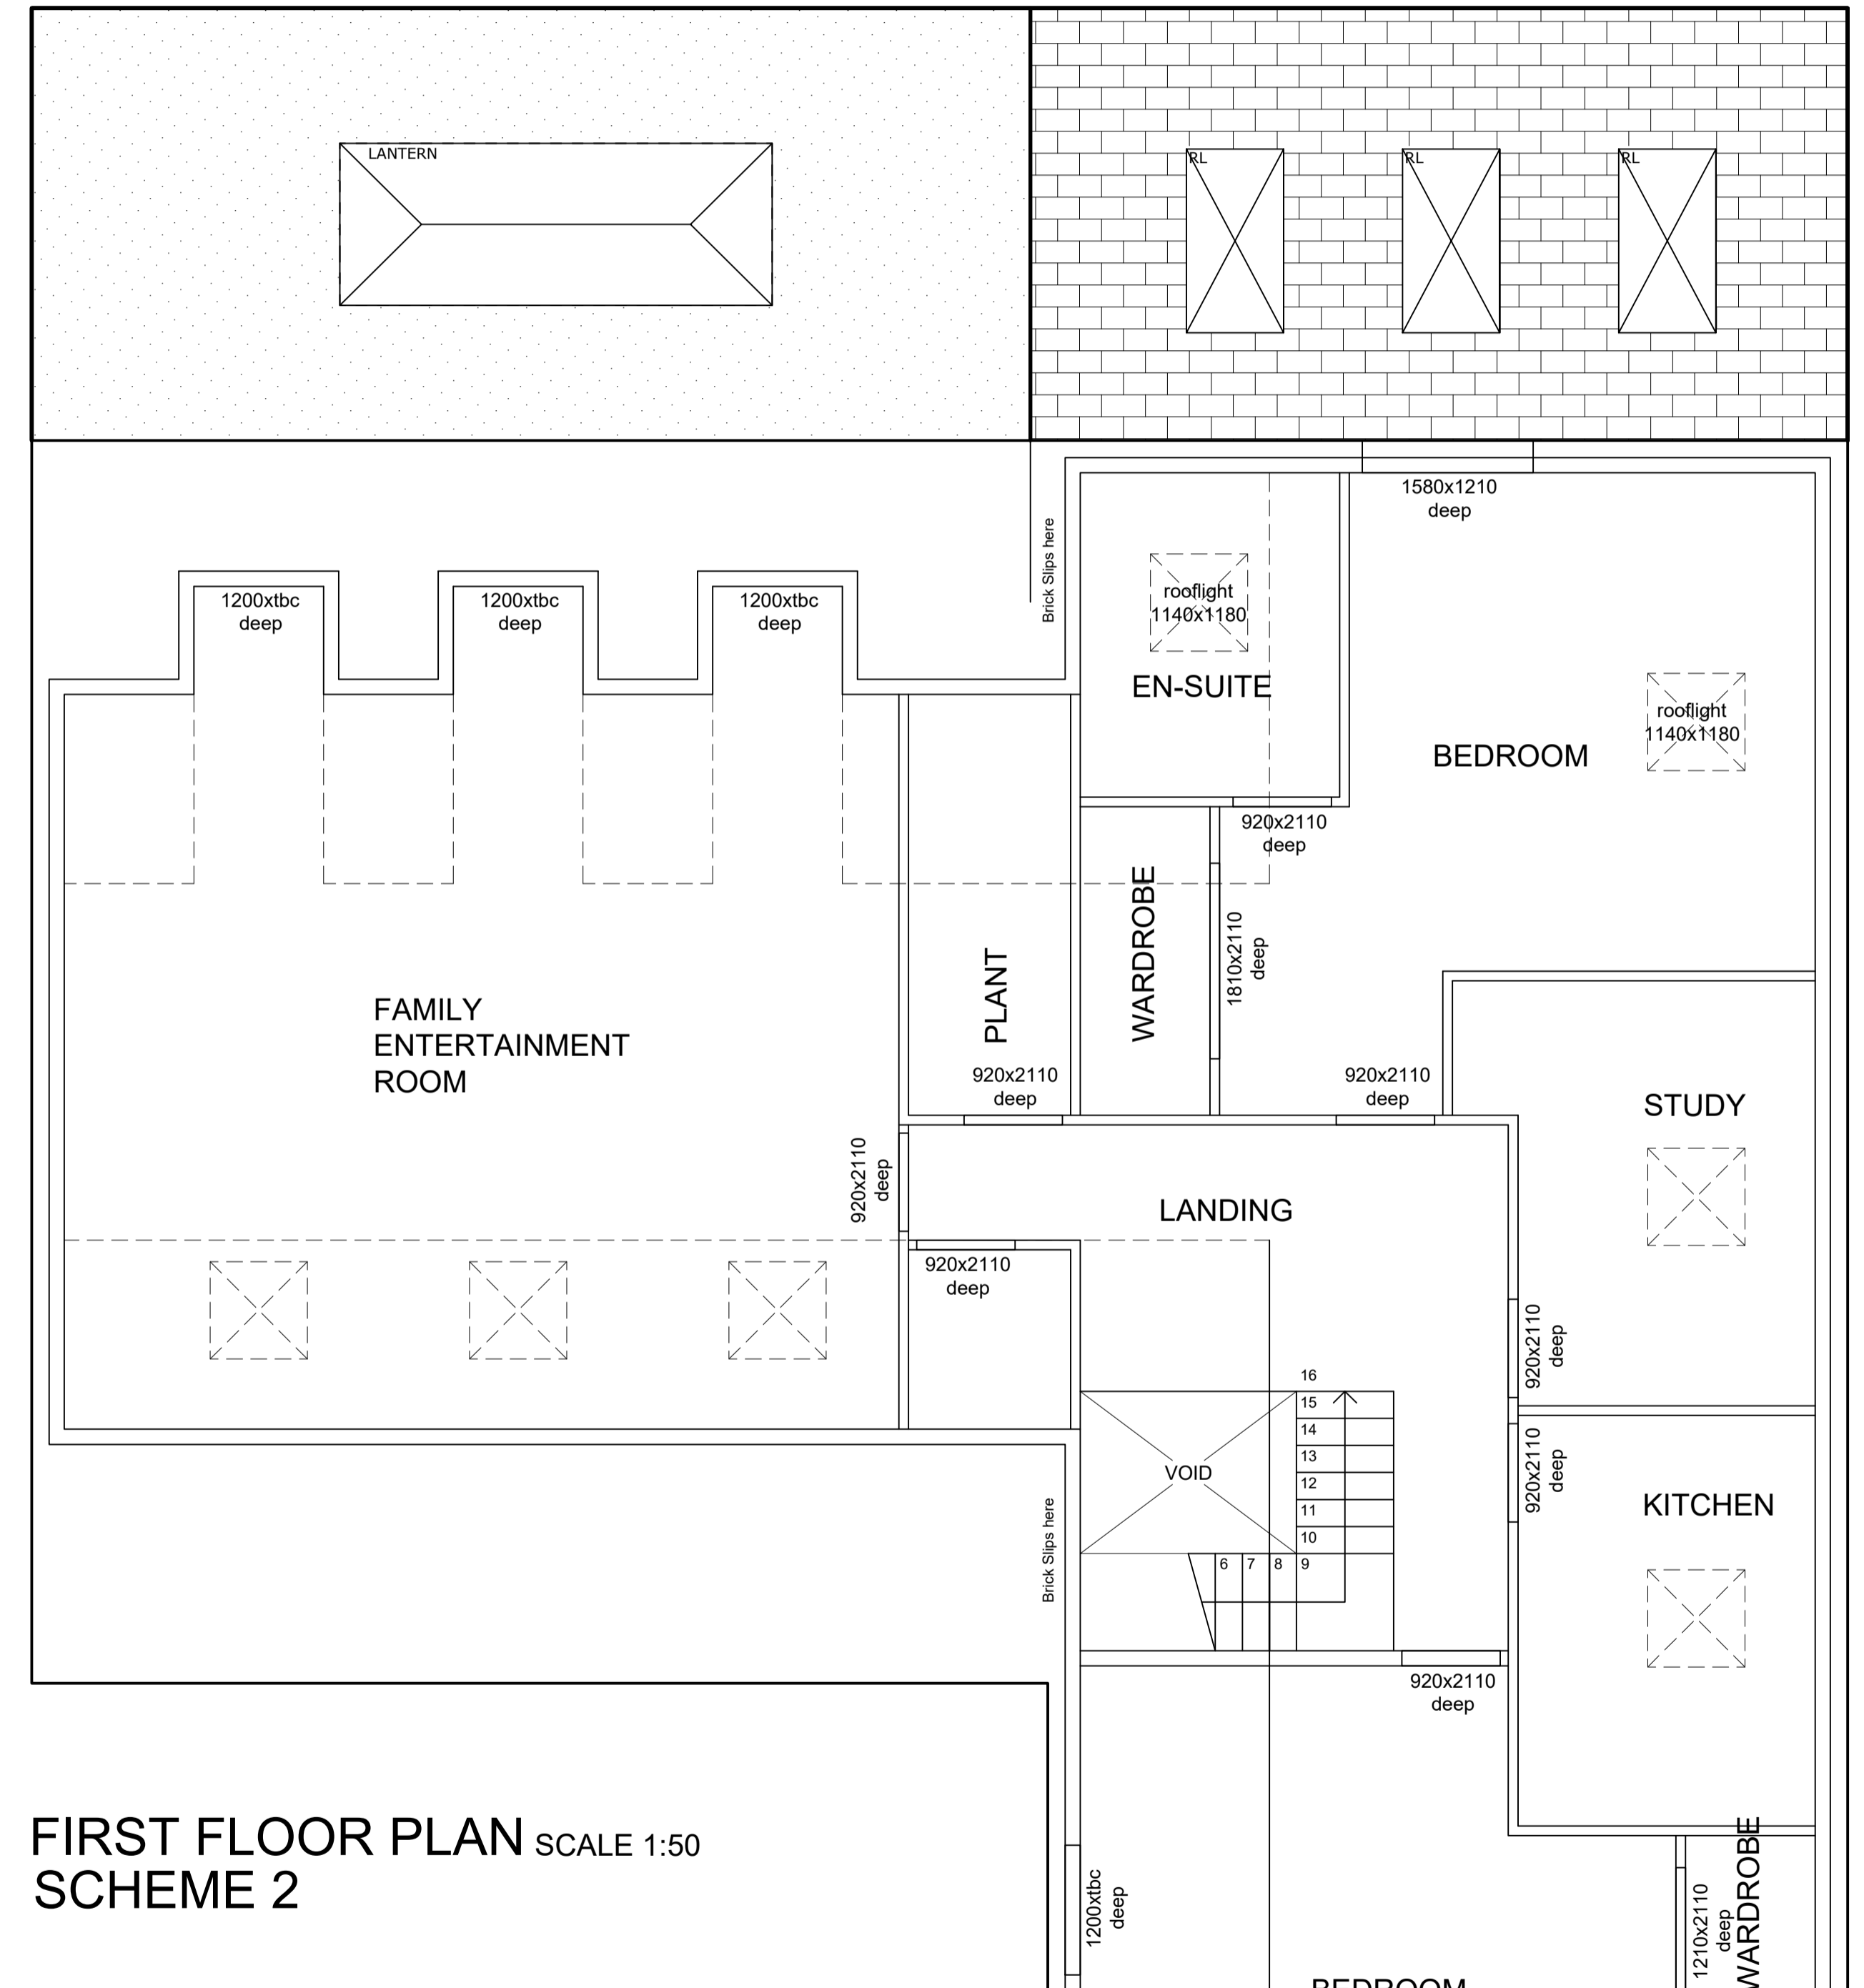 LANTERN
RL
RL
RL
1580x1210
deep
Brick Slips here
rooflight
1140x1180
EN-SUITE
1200xtbc
deep
1200xtbc
deep
1200xtbc
deep
rooflight
1140x1180
BEDROOM
920x2110
deep
WARDROBE
1810x2110
deep
PLANT
FAMILY
ENTERTAINMENT
ROOM
920x2110
deep
920x2110
deep
STUDY
920x2110
deep
LANDING
920x2110
deep
920x2110
deep
16
15
14
13
12
11
10
9
8
7
6
VOID
920x2110
deep
KITCHEN
Brick Slips here
920x2110
deep
FIRST FLOOR PLAN SCALE 1:50
SCHEME 2
1200xtbc
deep
1210x2110
deep
WARDROBE
BEDROOM